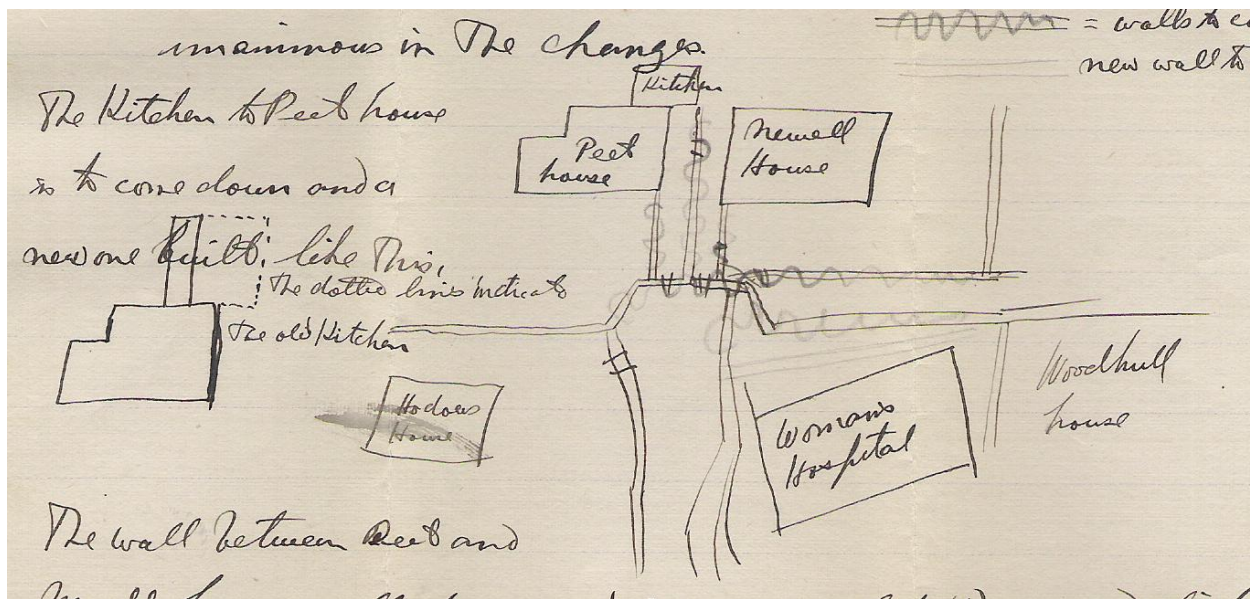 unanimous in The changes.
= walls to
new wall to
The Kitchen to Peet house
is to come down and a
new one built, like This,
The dotted lines indicate
The old Kitchen
Kitchen
Peet
house
Newell
House
House
Woman's
Hospital
Woodhull
house
The wall between Peet and